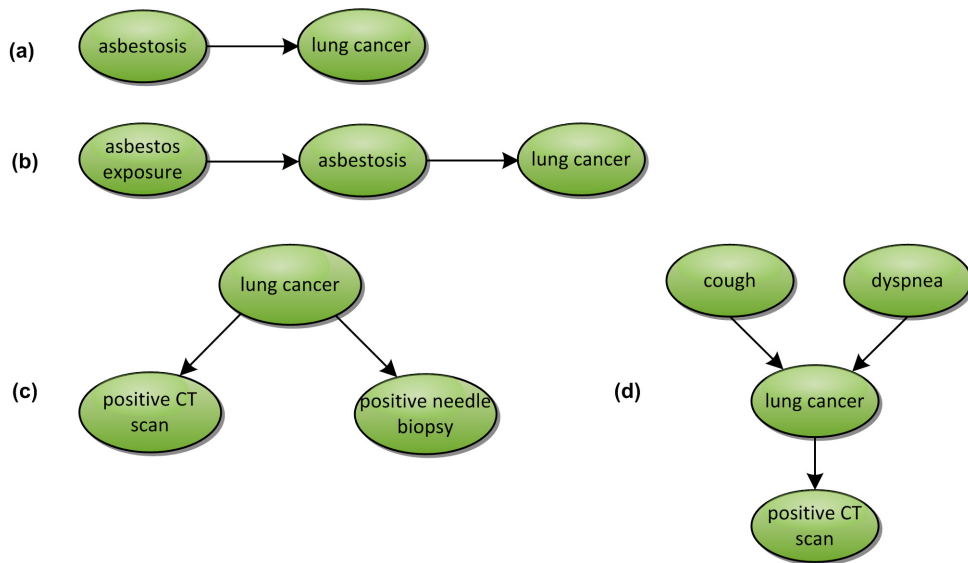 (a)
asbestosis
lung cancer
(b)
asbestos
exposure
asbestosis
lung cancer
(c)
lung cancer
positive CT
scan
positive needle
biopsy
(d)
cough
dyspnea
lung cancer
positive CT
scan